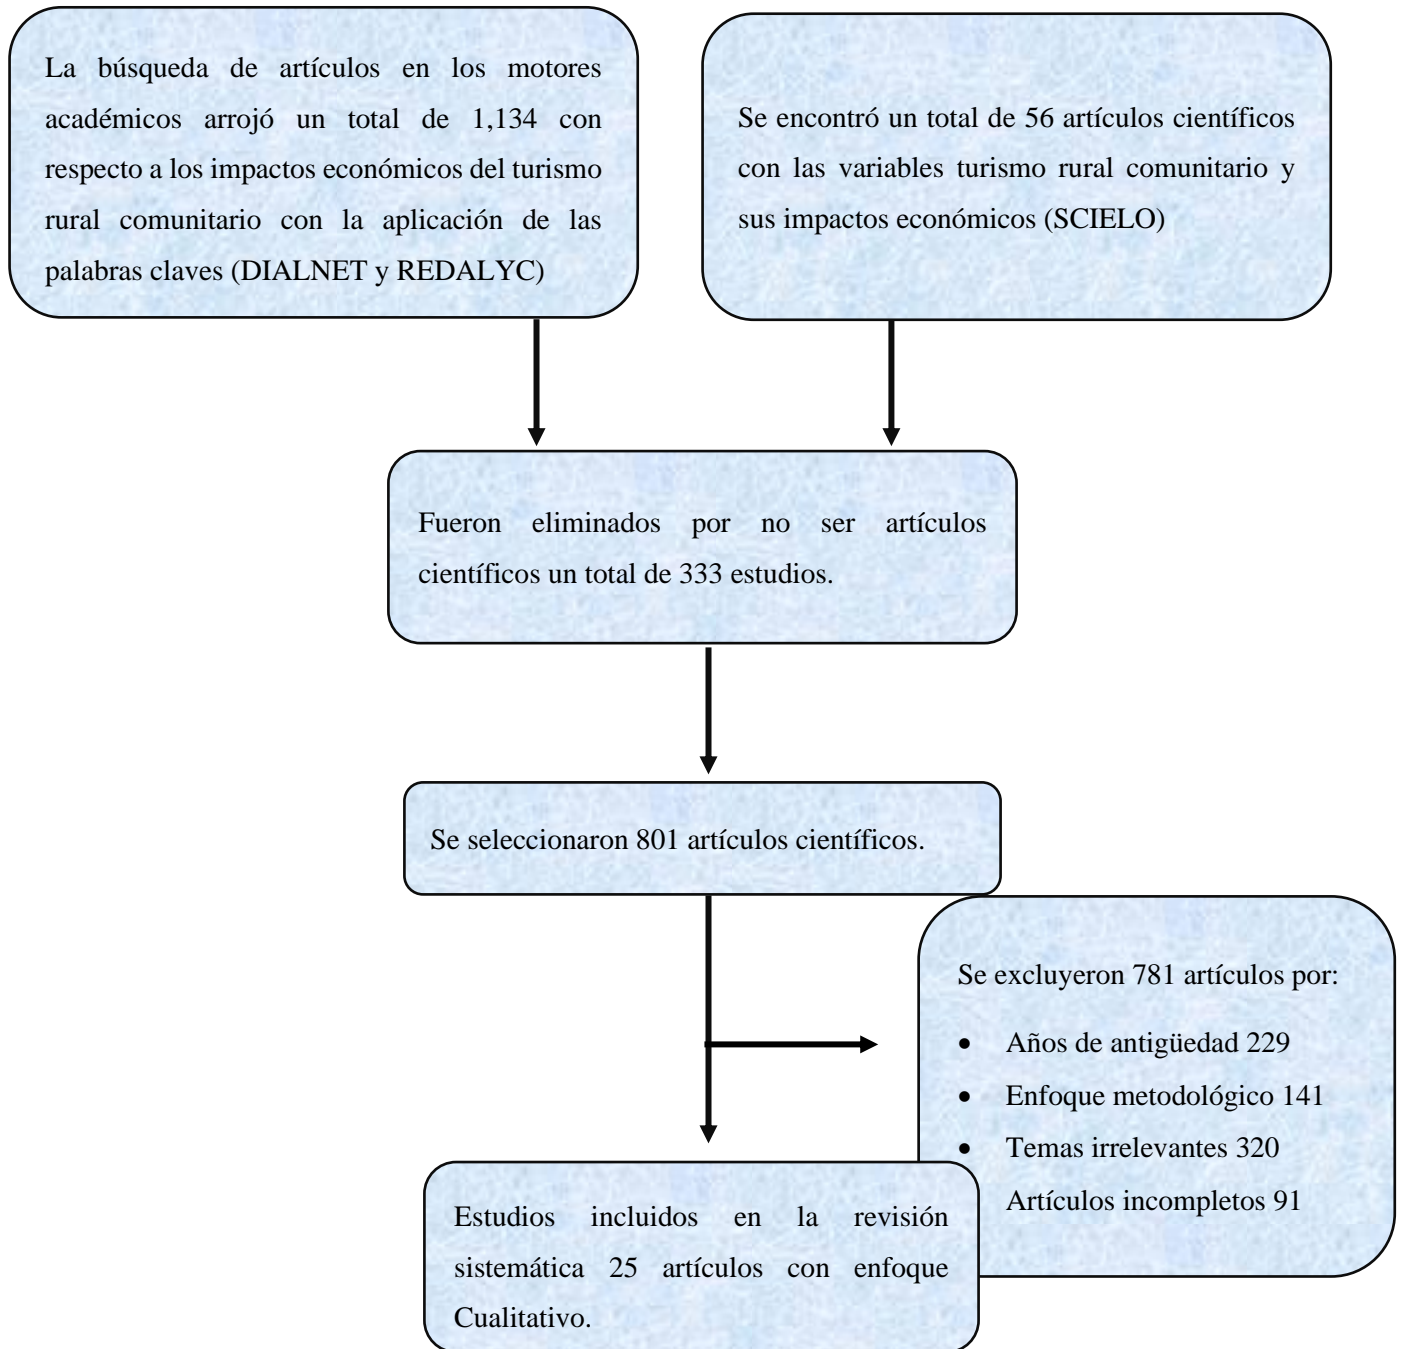 La búsqueda de artículos en los motores
académicos arrojó un total de 1,134 con
respecto a los impactos económicos del turismo
rural comunitario con la aplicación de las
palabras claves (DIALNET y REDALYC)
Se encontró un total de 56 artículos científicos
con las variables turismo rural comunitario y
sus impactos económicos (SCIELO)
Fueron eliminados por no ser artículos
científicos un total de 333 estudios.
Se seleccionaron 801 artículos científicos.
Se excluyeron 781 artículos por:
• Años de antigüedad 229
• Enfoque metodológico 141
• Temas irrelevantes 320
Artículos incompletos 91
Estudios incluidos en la revisión
sistemática 25 artículos con enfoque
Cualitativo.